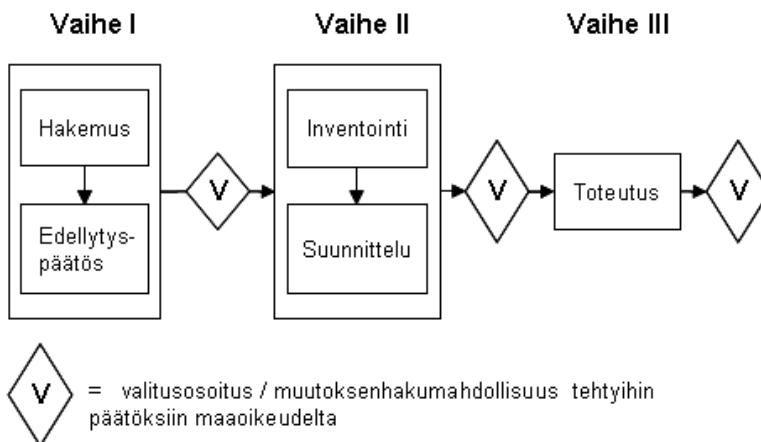 Vaihe I
Vaihe II
Vaihe III
Hakemus
Edellytys-
päätös
V
Inventointi
Suunnittelu
V
Toteutus
V
V
= valitusosoitus / muutoksenhakumahdollisuus tehtyihin
päätöksiin maaoikeudelta